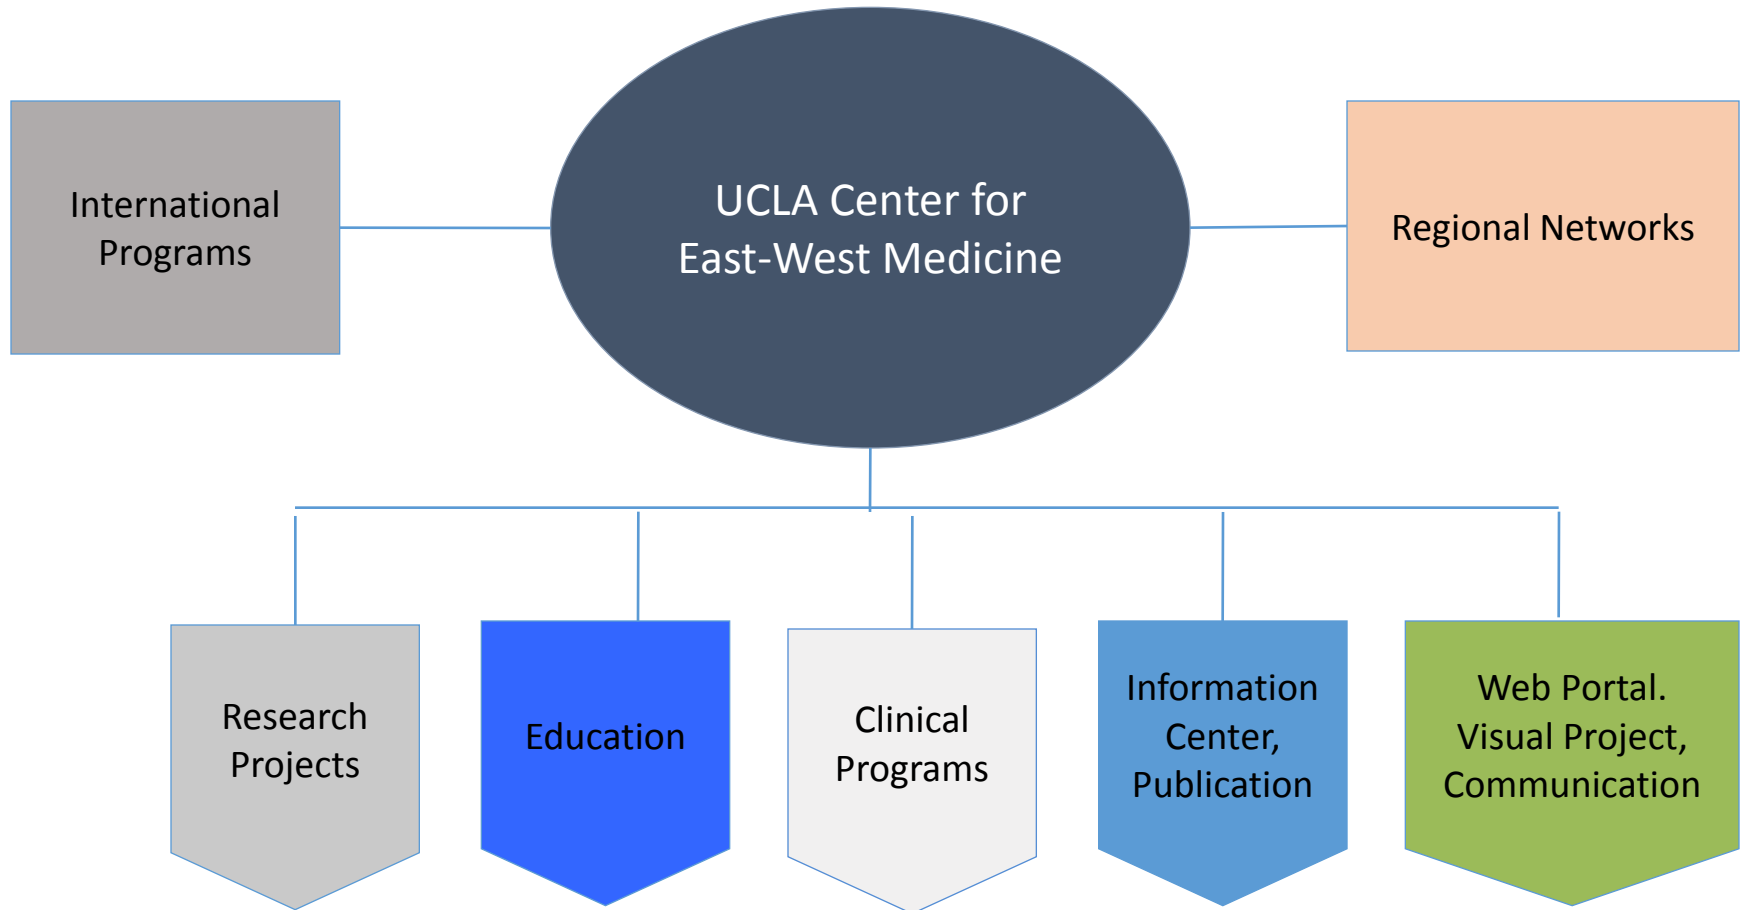 UCLA Center for
East-West Medicine
International
Programs
Regional Networks
Research
Projects
Education
Clinical
Programs
Information
Center,
Publication
Web Portal.
Visual Project,
Communication